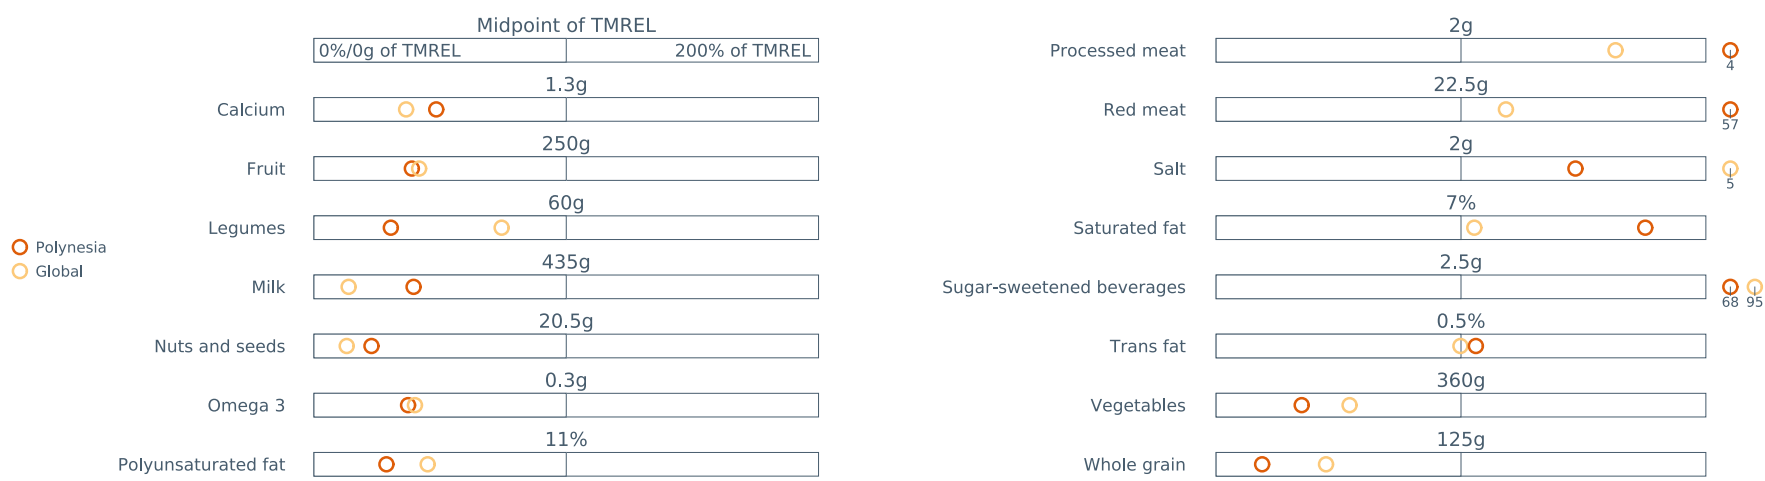 Midpoint of TMREL
0%/0g of TMREL 200% of TMREL
1.3g
Calcium
250g
Fruit
60g
Legumes
Polynesia
Global
435g
Milk
20.5g
Nuts and seeds
0.3g
Omega 3
11%
Polyunsaturated fat
2g
Processed meat
4
22.5g
Red meat
57
2g
Salt
5
7%
Saturated fat
2.5g
Sugar-sweetened beverages
68 95
0.5%
Trans fat
360g
Vegetables
125g
Whole grain